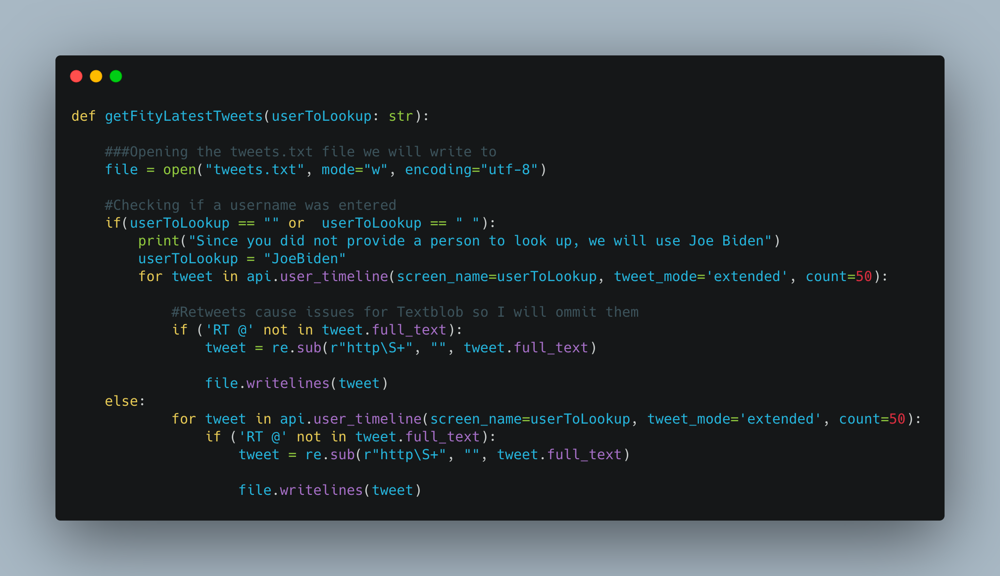 def getFityLatestTweets(userToLookup: str):
    ###Opening the tweets.txt file we will write to
    file = open("tweets.txt", mode="w", encoding="utf-8")
    #Checking if a username was entered
    if(userToLookup == "" or  userToLookup == " "):
        print("Since you did not provide a person to look up, we will use Joe Biden")
        userToLookup = "JoeBiden"
        for tweet in api.user_timeline(screen_name=userToLookup, tweet_mode='extended', count=50):
            #Retweets cause issues for Textblob so I will ommit them
            if ('RT @' not in tweet.full_text):
                tweet = re.sub(r"http\S+", "", tweet.full_text)
                file.writelines(tweet)
    else:
            for tweet in api.user_timeline(screen_name=userToLookup, tweet_mode='extended', count=50):
                if ('RT @' not in tweet.full_text):
                    tweet = re.sub(r"http\S+", "", tweet.full_text)
                    file.writelines(tweet)